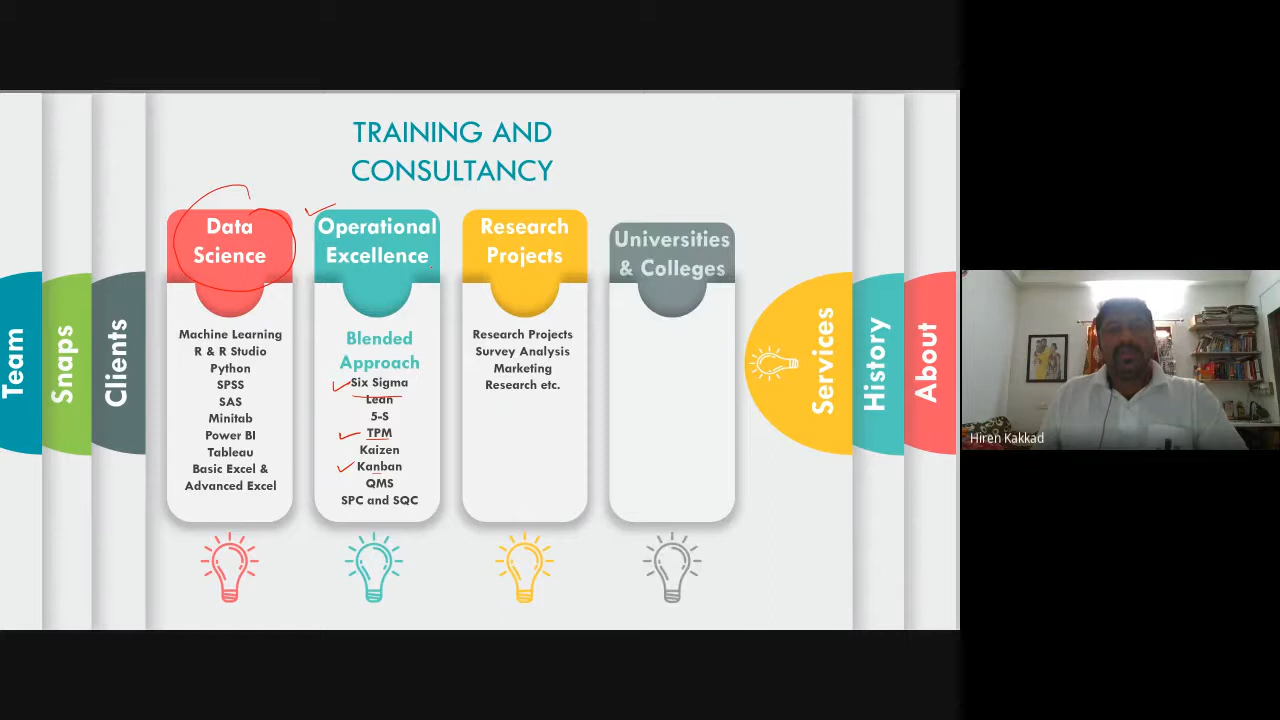 TRAINING AND
CONSULTANCY
Data
Science
Machine Learning
R & R Studio
Python
SPSS
SAS
Minitab
Power BI
Tableau
Basic Excel &
Advanced Excel
Operational
Excellence
Blended
Approach
Six Sigma
Lean
5-S
TPM
Kaizen
Kanban
QMS
SPC and SQC
Research
Projects
Research Projects
Survey Analysis
Marketing
Research etc.
Universities
& Colleges
Team
Snaps
Clients
Services
History
About
Hiren Kakkad